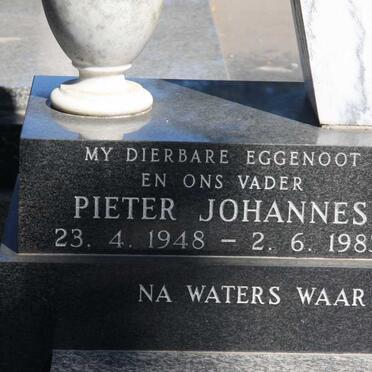 MY DIERBARE EGGENOOT
EN ONS VADER
PIETER JOHANNES
23. 4. 1948 – 2. 6. 198
NA WATERS WAAR